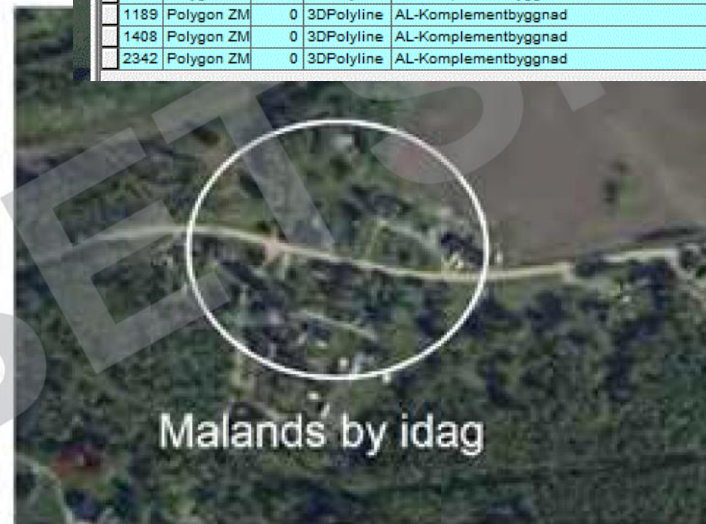 1189 Polygon ZM 0 3DPolyline AL-Komplementbyggnad
1408 Polygon ZM 0 3DPolyline AL-Komplementbyggnad
2342 Polygon ZM 0 3DPolyline AL-Komplementbyggnad
Malands by idag